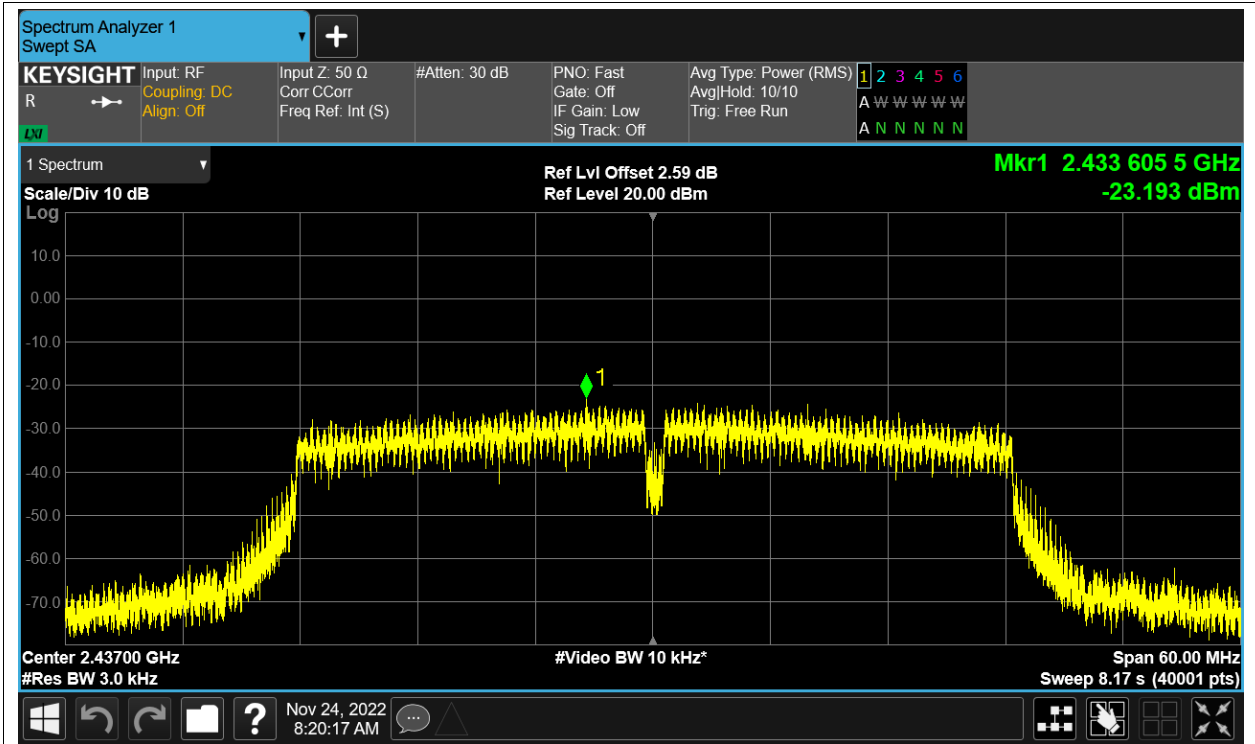 Spectrum Analyzer 1
Swept SA
KEYSIGHT
R
LXI
Input: RF
Coupling: DC
Align: Off
Input Z: 50 Ω
Corr CCorr
Freq Ref: Int (S)
#Atten: 30 dB
PNO: Fast
Gate: Off
IF Gain: Low
Sig Track: Off
Avg Type: Power (RMS)
Avg|Hold: 10/10
Trig: Free Run
1 2 3 4 5 6
A W W W W W
A N N N N N
1 Spectrum
Scale/Div 10 dB
Log
Ref Lvl Offset 2.59 dB
Ref Level 20.00 dBm
Mkr1 2.433 605 5 GHz
-23.193 dBm
10.0
0.00
-10.0
-20.0
-30.0
-40.0
-50.0
-60.0
-70.0
1
Center 2.43700 GHz
#Res BW 3.0 kHz
#Video BW 10 kHz*
Span 60.00 MHz
Sweep 8.17 s (40001 pts)
?
Nov 24, 2022
8:20:17 AM